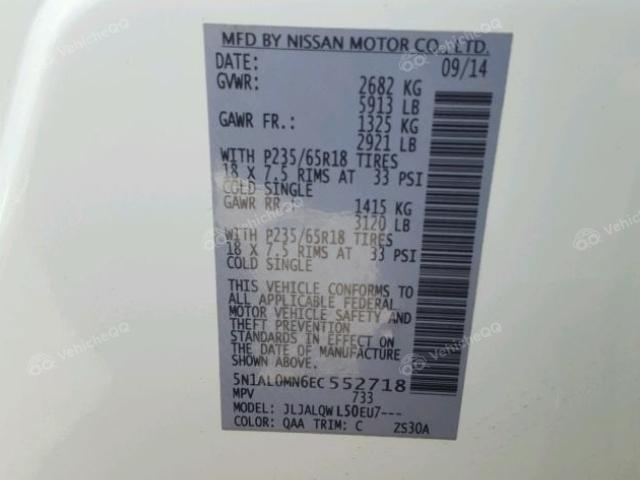 MFD BY NISSAN MOTOR CO., LTD.
DATE: 09/14
GVWR: 2682 KG
5913 LB
GAWR FR.: 1325 KG
2921 LB
WITH P235/65R18 TIRES
18 X 7.5 RIMS AT 33 PSI
COLD SINGLE
GAWR RR.: 1415 KG
3120 LB
WITH P235/65R18 TIRES
18 X 7.5 RIMS AT 33 PSI
COLD SINGLE
THIS VEHICLE CONFORMS TO
ALL APPLICABLE FEDERAL
MOTOR VEHICLE SAFETY AND
THEFT PREVENTION
STANDARDS IN EFFECT ON
THE DATE OF MANUFACTURE
SHOWN ABOVE.
5N1AL0MN6EC 552718
MPV 733
MODEL: JLJALQWL50EU7---
COLOR: QAA TRIM: C ZS30A
VehicleQQ